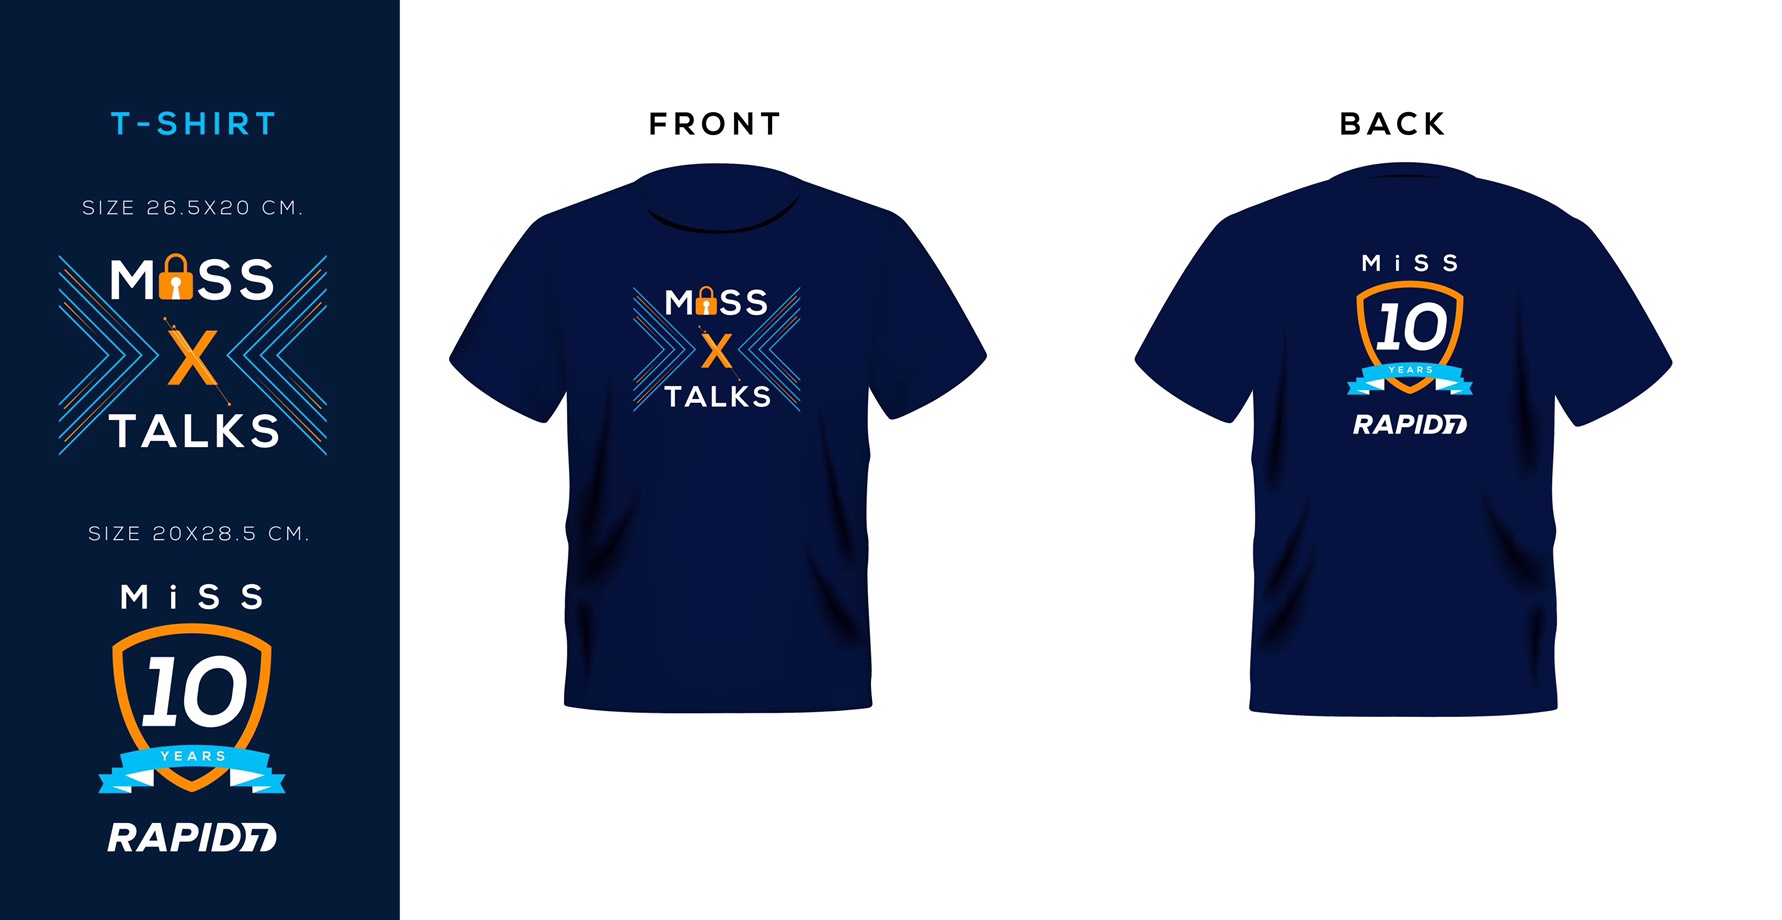 T-SHIRT
SIZE 26.5X20 CM.
MISS
X
TALKS
SIZE 20X28.5 CM.
MiSS
10
YEARS
RAPID7
FRONT
MISS
X
TALKS
BACK
MiSS
10
YEARS
RAPID7